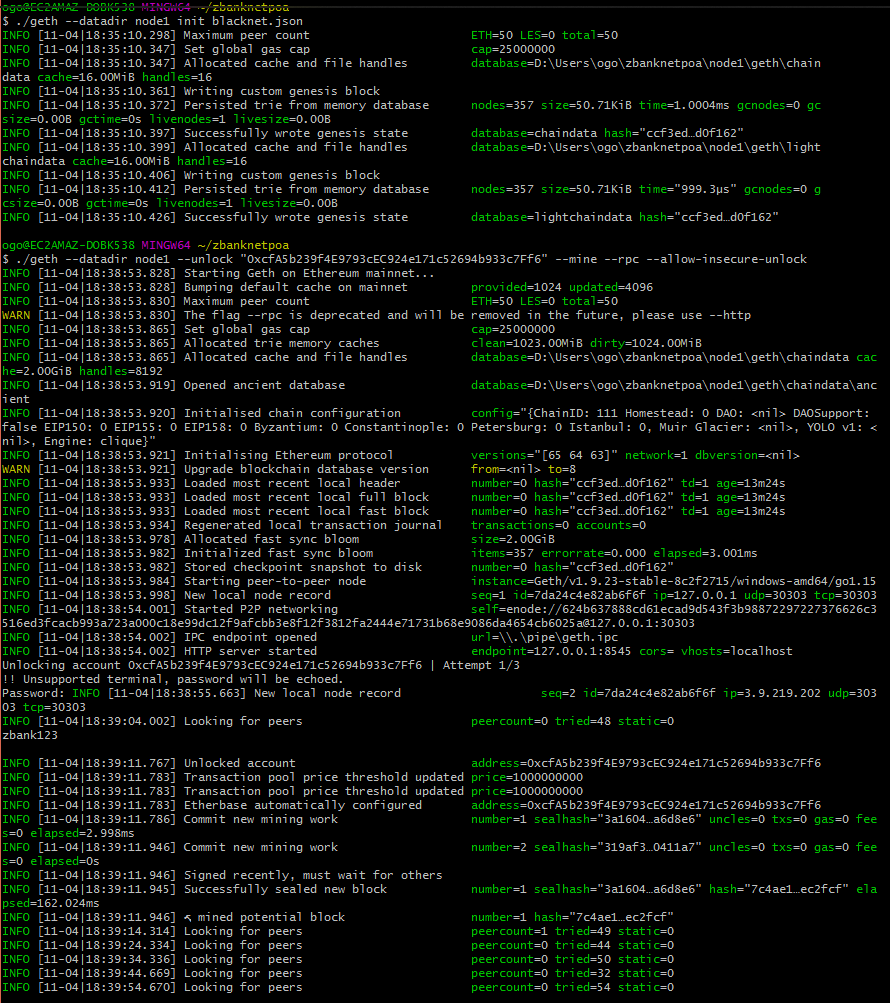 ogo@EC2AMAZ-DOBK538 MINGW64 ~/zbanknetpoa
$ ./geth --datadir node1 init blacknet.json
INFO [11-04|18:35:10.298] Maximum peer count ETH=50 LES=0 total=50
INFO [11-04|18:35:10.347] Set global gas cap cap=25000000
INFO [11-04|18:35:10.347] Allocated cache and file handles database=D:\Users\ogo\zbanknetpoa\node1\geth\chain
data cache=16.00MiB handles=16
INFO [11-04|18:35:10.361] Writing custom genesis block
INFO [11-04|18:35:10.372] Persisted trie from memory database nodes=357 size=50.71KiB time=1.0004ms gcnodes=0 gc
size=0.00B gctime=0s livenodes=1 livesize=0.00B
INFO [11-04|18:35:10.397] Successfully wrote genesis state database=chaindata hash="ccf3ed…d0f162"
INFO [11-04|18:35:10.399] Allocated cache and file handles database=D:\Users\ogo\zbanknetpoa\node1\geth\light
chaindata cache=16.00MiB handles=16
INFO [11-04|18:35:10.406] Writing custom genesis block
INFO [11-04|18:35:10.412] Persisted trie from memory database nodes=357 size=50.71KiB time="999.3µs" gcnodes=0 g
csize=0.00B gctime=0s livenodes=1 livesize=0.00B
INFO [11-04|18:35:10.426] Successfully wrote genesis state database=lightchaindata hash="ccf3ed…d0f162"
ogo@EC2AMAZ-DOBK538 MINGW64 ~/zbanknetpoa
$ ./geth --datadir node1 --unlock "0xcfA5b239f4E9793cEC924e171c52694b933c7Ff6" --mine --rpc --allow-insecure-unlock
INFO [11-04|18:38:53.828] Starting Geth on Ethereum mainnet...
INFO [11-04|18:38:53.828] Bumping default cache on mainnet provided=1024 updated=4096
INFO [11-04|18:38:53.830] Maximum peer count ETH=50 LES=0 total=50
WARN [11-04|18:38:53.830] The flag --rpc is deprecated and will be removed in the future, please use --http
INFO [11-04|18:38:53.865] Set global gas cap cap=25000000
INFO [11-04|18:38:53.865] Allocated trie memory caches clean=1023.00MiB dirty=1024.00MiB
INFO [11-04|18:38:53.865] Allocated cache and file handles database=D:\Users\ogo\zbanknetpoa\node1\geth\chaindata cac
he=2.00GiB handles=8192
INFO [11-04|18:38:53.919] Opened ancient database database=D:\Users\ogo\zbanknetpoa\node1\geth\chaindata\anc
ient
INFO [11-04|18:38:53.920] Initialised chain configuration config="{ChainID: 111 Homestead: 0 DAO: <nil> DAOSupport:
false EIP150: 0 EIP155: 0 EIP158: 0 Byzantium: 0 Constantinople: 0 Petersburg: 0 Istanbul: 0, Muir Glacier: <nil>, YOLO v1: <
nil>, Engine: clique}"
INFO [11-04|18:38:53.921] Initialising Ethereum protocol versions="[65 64 63]" network=1 dbversion=<nil>
WARN [11-04|18:38:53.921] Upgrade blockchain database version from=<nil> to=8
INFO [11-04|18:38:53.933] Loaded most recent local header number=0 hash="ccf3ed…d0f162" td=1 age=13m24s
INFO [11-04|18:38:53.933] Loaded most recent local full block number=0 hash="ccf3ed…d0f162" td=1 age=13m24s
INFO [11-04|18:38:53.933] Loaded most recent local fast block number=0 hash="ccf3ed…d0f162" td=1 age=13m24s
INFO [11-04|18:38:53.934] Regenerated local transaction journal transactions=0 accounts=0
INFO [11-04|18:38:53.978] Allocated fast sync bloom size=2.00GiB
INFO [11-04|18:38:53.982] Initialized fast sync bloom items=357 errorrate=0.000 elapsed=3.001ms
INFO [11-04|18:38:53.982] Stored checkpoint snapshot to disk number=0 hash="ccf3ed…d0f162"
INFO [11-04|18:38:53.984] Starting peer-to-peer node instance=Geth/v1.9.23-stable-8c2f2715/windows-amd64/go1.15
INFO [11-04|18:38:53.998] New local node record seq=1 id=7da24c4e82ab6f6f ip=127.0.0.1 udp=30303 tcp=30303
INFO [11-04|18:38:54.001] Started P2P networking self=enode://624b637888cd61ecad9d543f3b98872297227376626c3
516ed3fcacb993a723a000c18e99dc12f9afcbb3e8f12f3812fa2444e71731b68e9086da4654cb6025a@127.0.0.1:30303
INFO [11-04|18:38:54.002] IPC endpoint opened url=\\.\pipe\geth.ipc
INFO [11-04|18:38:54.002] HTTP server started endpoint=127.0.0.1:8545 cors= vhosts=localhost
Unlocking account 0xcfA5b239f4E9793cEC924e171c52694b933c7Ff6 | Attempt 1/3
!! Unsupported terminal, password will be echoed.
Password: INFO [11-04|18:38:55.663] New local node record seq=2 id=7da24c4e82ab6f6f ip=3.9.219.202 udp=303
03 tcp=30303
INFO [11-04|18:39:04.002] Looking for peers peercount=0 tried=48 static=0
zbank123
INFO [11-04|18:39:11.767] Unlocked account address=0xcfA5b239f4E9793cEC924e171c52694b933c7Ff6
INFO [11-04|18:39:11.783] Transaction pool price threshold updated price=1000000000
INFO [11-04|18:39:11.783] Transaction pool price threshold updated price=1000000000
INFO [11-04|18:39:11.783] Etherbase automatically configured address=0xcfA5b239f4E9793cEC924e171c52694b933c7Ff6
INFO [11-04|18:39:11.786] Commit new mining work number=1 sealhash="3a1604…a6d8e6" uncles=0 txs=0 gas=0 fee
s=0 elapsed=2.998ms
INFO [11-04|18:39:11.946] Commit new mining work number=2 sealhash="319af3…0411a7" uncles=0 txs=0 gas=0 fee
s=0 elapsed=0s
INFO [11-04|18:39:11.946] Signed recently, must wait for others
INFO [11-04|18:39:11.945] Successfully sealed new block number=1 sealhash="3a1604…a6d8e6" hash="7c4ae1…ec2fcf" ela
psed=162.024ms
INFO [11-04|18:39:11.946] 🔨 mined potential block number=1 hash="7c4ae1…ec2fcf"
INFO [11-04|18:39:14.314] Looking for peers peercount=1 tried=49 static=0
INFO [11-04|18:39:24.334] Looking for peers peercount=0 tried=44 static=0
INFO [11-04|18:39:34.336] Looking for peers peercount=0 tried=50 static=0
INFO [11-04|18:39:44.669] Looking for peers peercount=0 tried=32 static=0
INFO [11-04|18:39:54.670] Looking for peers peercount=0 tried=54 static=0